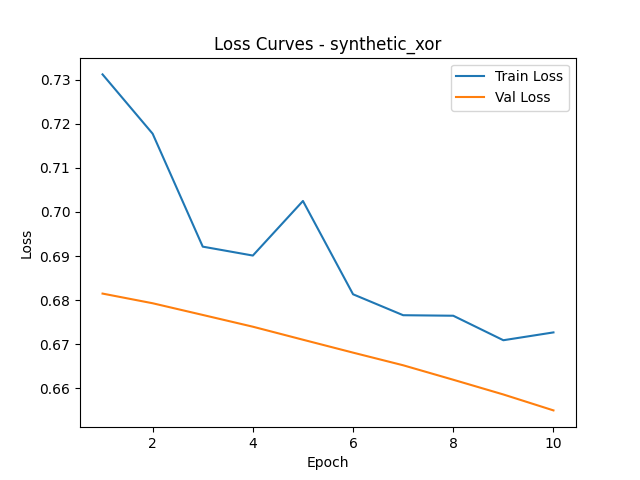 Loss Curves - synthetic_xor
Train Loss
Val Loss
0.73
0.72
0.71
0.70
0.69
0.68
0.67
0.66
Loss
2
4
6
8
10
Epoch